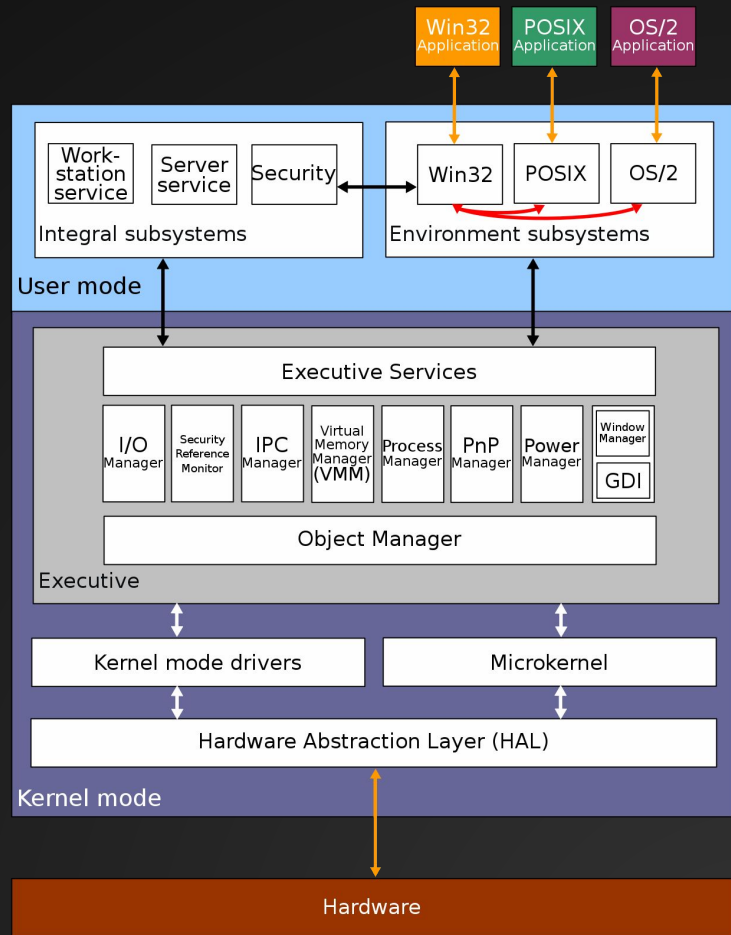 Win32
Application
POSIX
Application
OS/2
Application
Work-
station
service
Server
service
Security
Integral subsystems
Win32
POSIX
OS/2
Environment subsystems
User mode
Executive Services
I/O
Manager
Security
Reference
Monitor
IPC
Manager
Virtual
Memory
Manager
(VMM)
Process
Manager
PnP
Manager
Power
Manager
Window
Manager
GDI
Object Manager
Executive
Kernel mode drivers
Microkernel
Hardware Abstraction Layer (HAL)
Kernel mode
Hardware